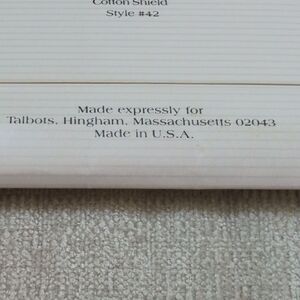 Cotton Shield
Style #42
Made expressly for
Talbots, Hingham, Massachusetts 02043
Made in U.S.A.